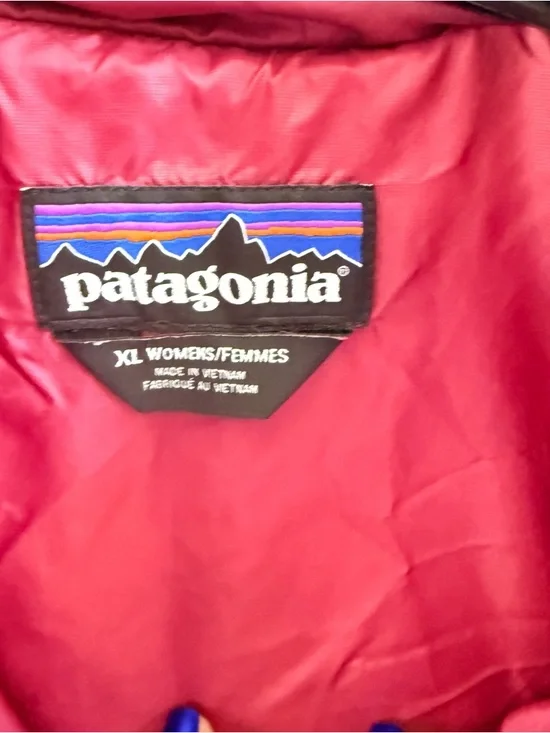 patagonia®
XL WOMENS/FEMMES
MADE IN VIETNAM
FABRIQUÉ AU VIETNAM